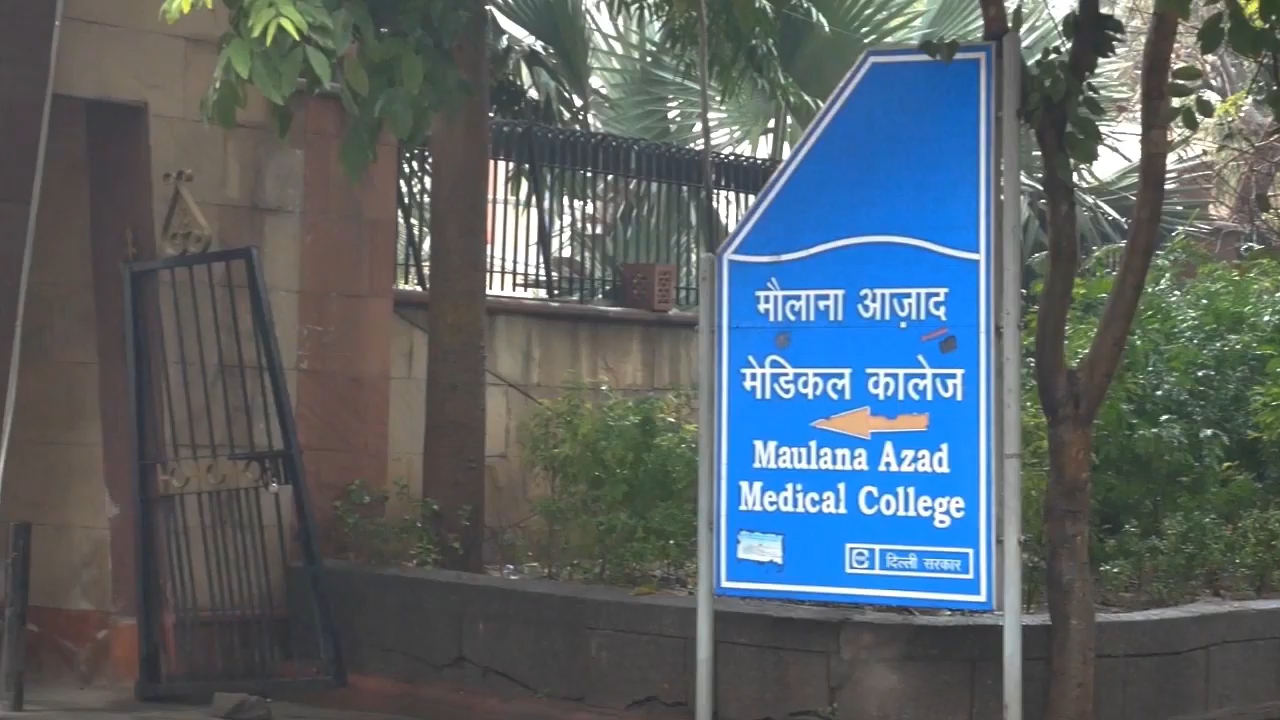 मौलाना आज़ाद
मेडिकल कालेज
Maulana Azad
Medical College
दिल्ली सरकार